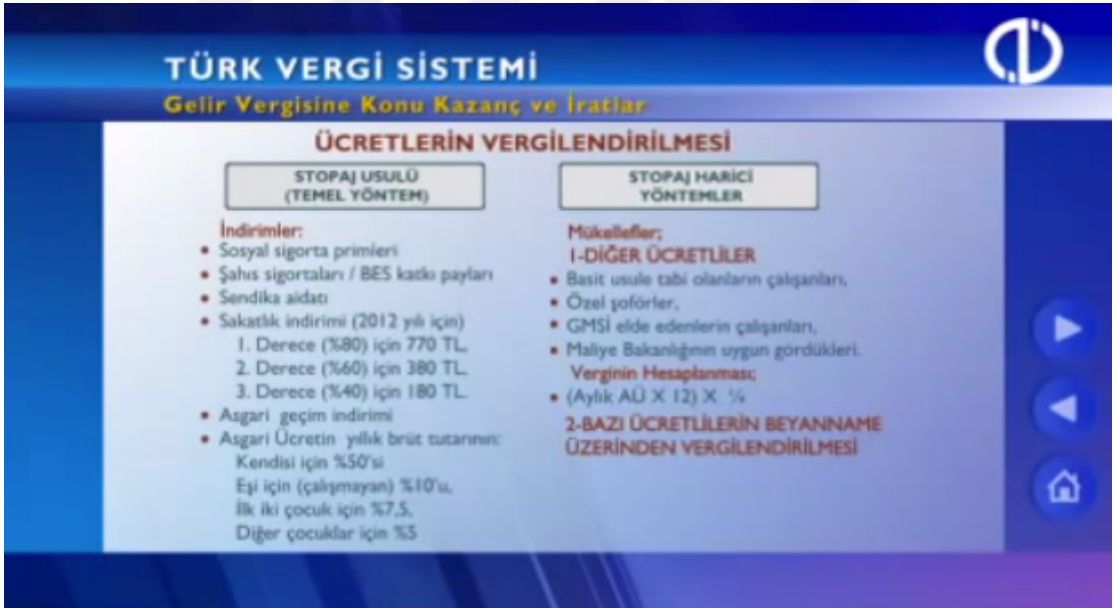 TÜRK VERGİ SİSTEMİ
Gelir Vergisine Konu Kazanç ve İratlar
ÜCRETLERİN VERGİLENDİRİLMESİ
STOPAJ USULÜ
(TEMEL YÖNTEM)
İndirimler:
• Sosyal sigorta primleri
• Şahıs sigortaları / BES katkı payları
• Sendika aidatı
• Sakatlık indirimi (2012 yılı için)
1. Derece (%80) için 770 TL.
2. Derece (%60) için 380 TL.
3. Derece (%40) için 180 TL.
• Asgari geçim indirimi
• Asgari Ücretin yıllık brüt tutarının:
Kendisi için %50'si
Eşi için (çalışmayan) %10'u,
İlk iki çocuk için %7,5,
Diğer çocuklar için %5
STOPAJ HARİCİ
YÖNTEMLER
Mükellefler;
1-DİĞER ÜCRETLİLER
• Basit usule tabi olanların çalışanları,
• Özel şoförler,
• GMSİ elde edenlerin çalışanları,
• Maliye Bakanlığının uygun gördükleri.
Verginin Hesaplanması;
• (Aylık AÜ X 12) X ¼
2-BAZI ÜCRETLİLERİN BEYANNAME
ÜZERİNDEN VERGİLENDİRİLMESİ